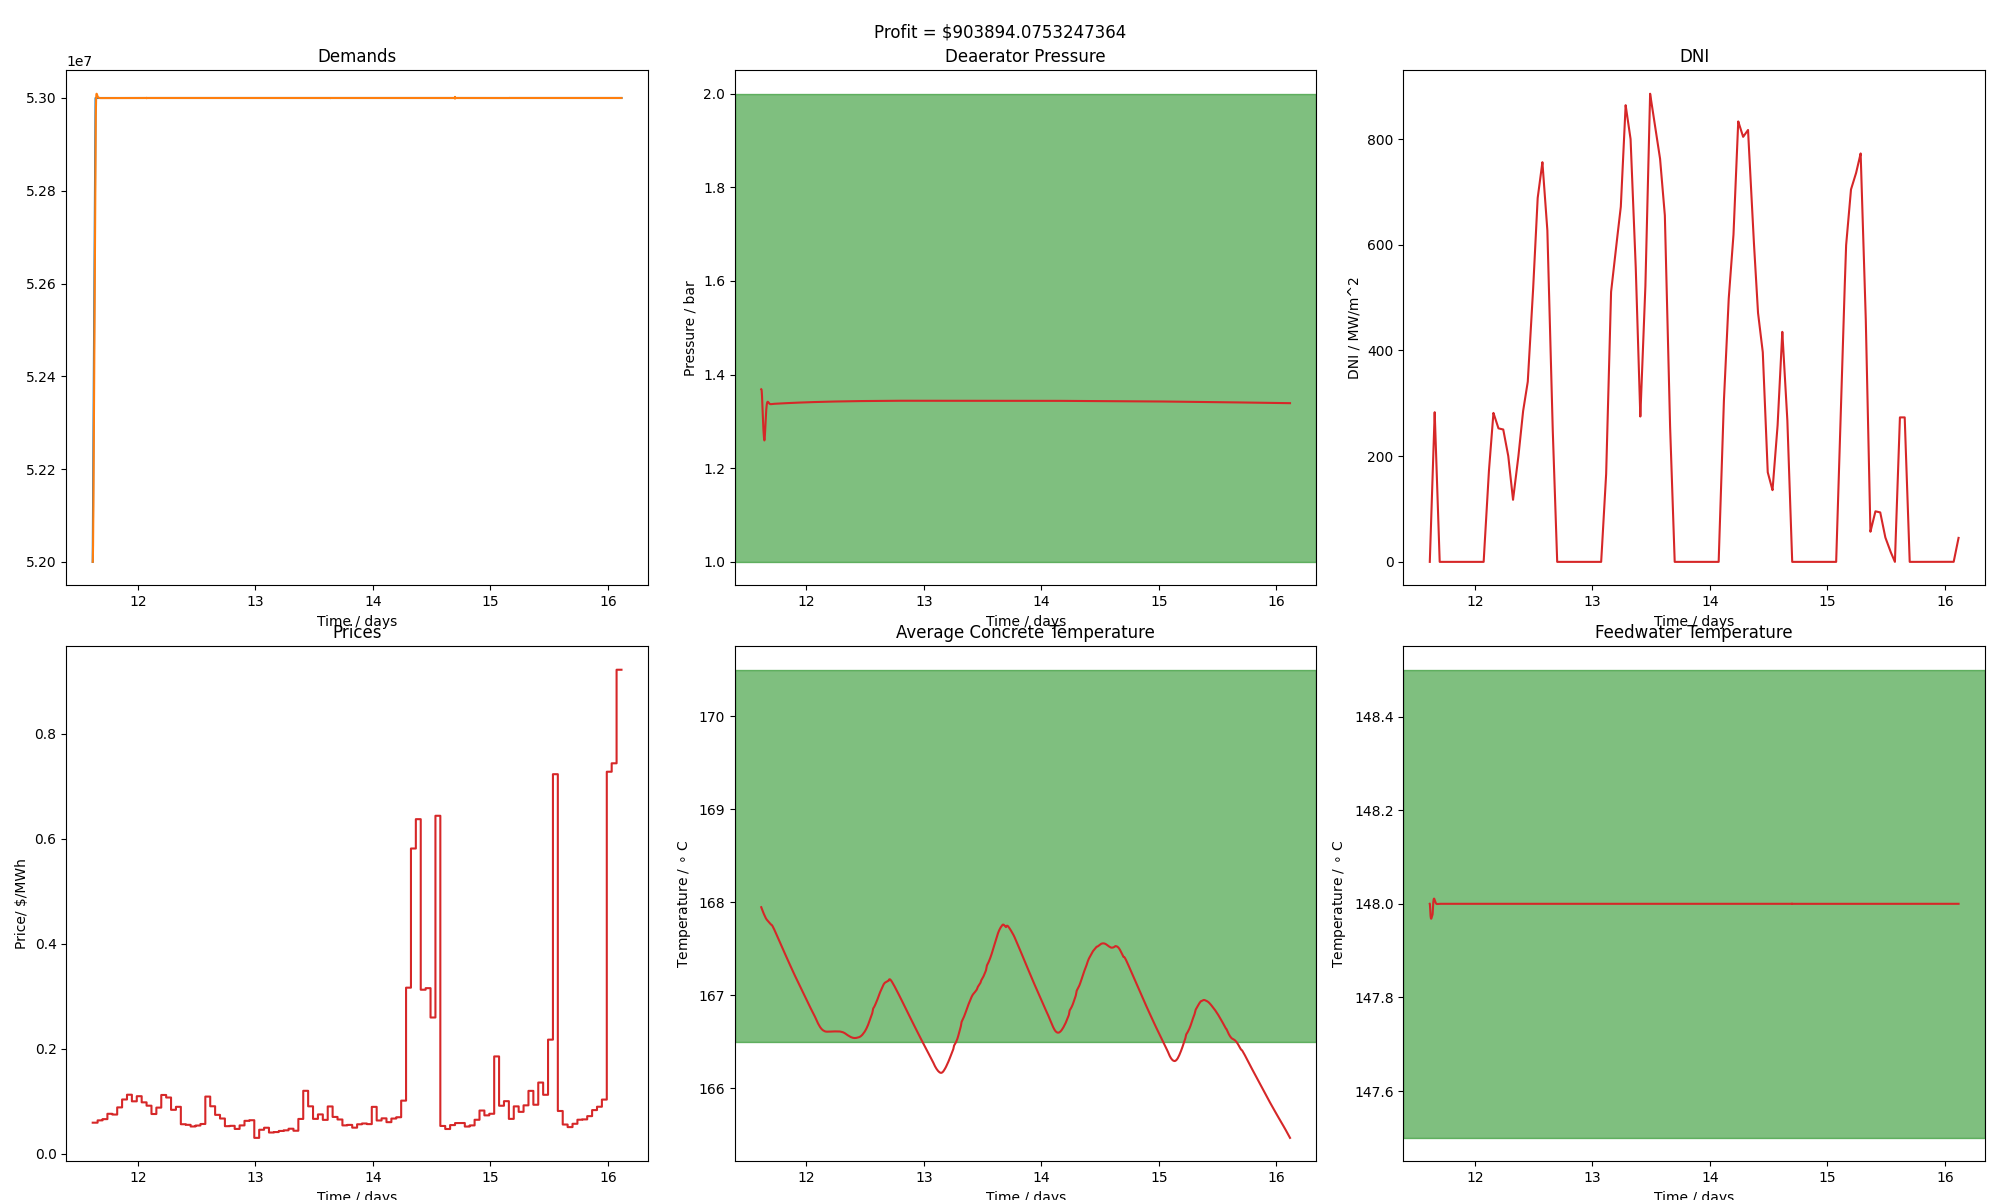 Profit = $903894.0753247364
Demands
1e7
5.30
5.28
5.26
5.24
5.22
5.20
12 13 14 15 16
Time / days
Deaerator Pressure
Pressure / bar
2.0
1.8
1.6
1.4
1.2
1.0
12 13 14 15 16
Time / days
DNI
DNI / MW/m^2
800
600
400
200
0
12 13 14 15 16
Time / days
Prices
Price/ $/MWh
0.8
0.6
0.4
0.2
0.0
12 13 14 15 16
Time / days
Average Concrete Temperature
Temperature / ∘ C
170
169
168
167
166
12 13 14 15 16
Time / days
Feedwater Temperature
Temperature / ∘ C
148.4
148.2
148.0
147.8
147.6
12 13 14 15 16
Time / days